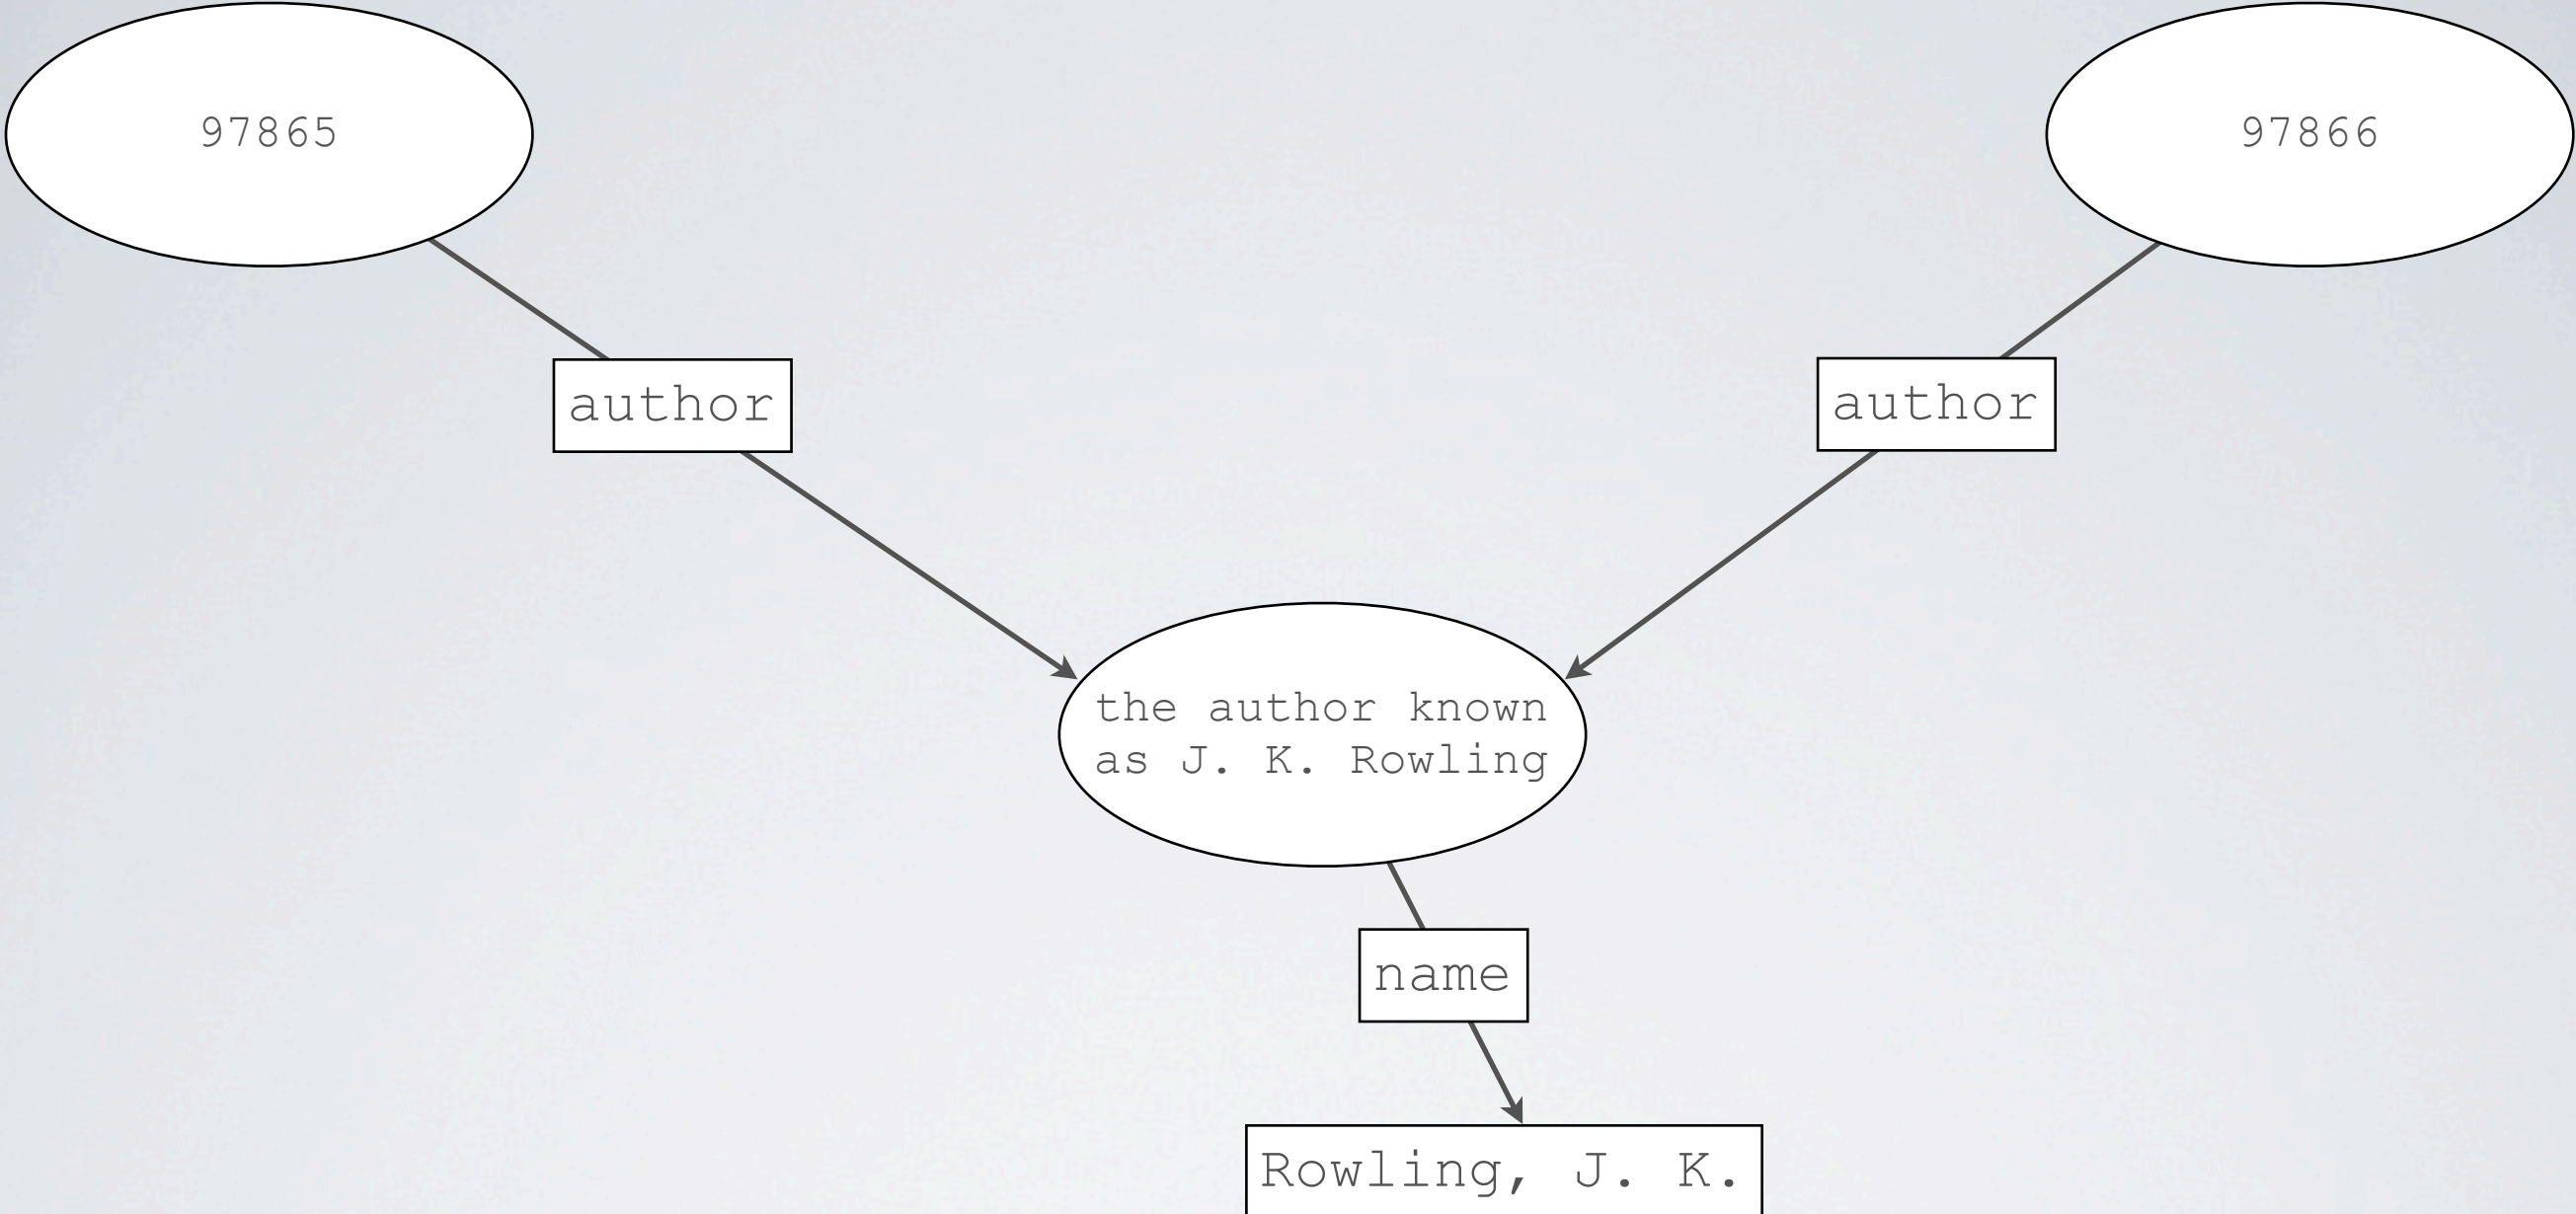 97865
97866
author
author
the author known
as J. K. Rowling
name
Rowling, J. K.